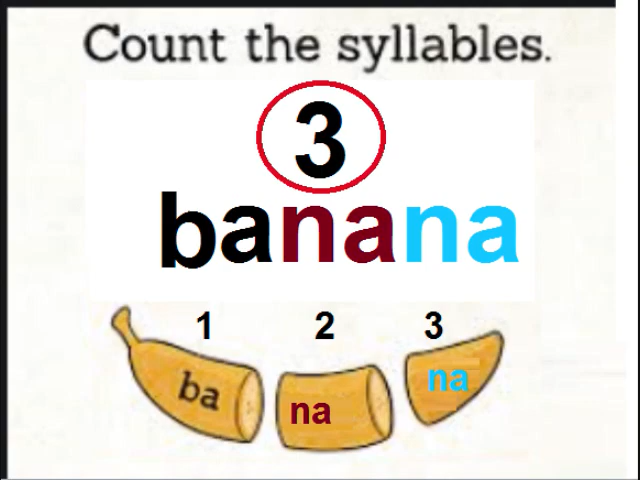 Count the syllables.
3
banana
1 2 3
ba na na